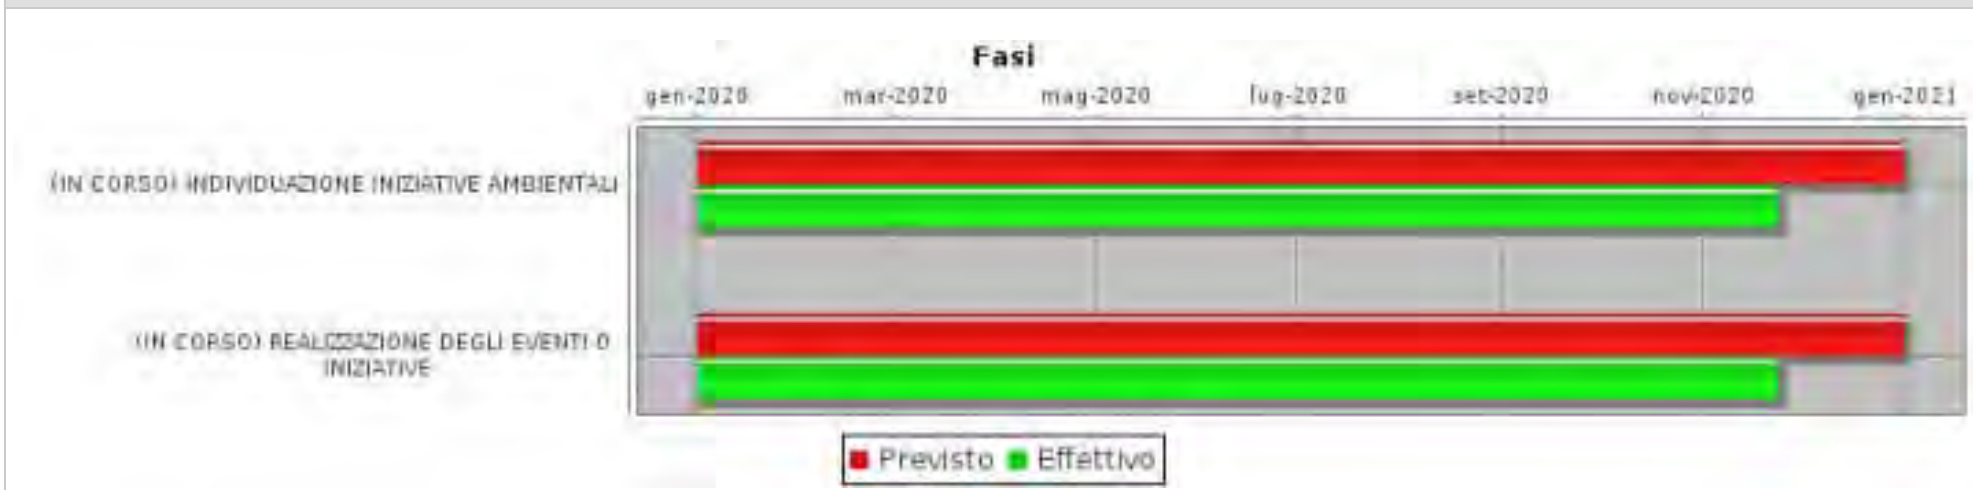 Fasi
gen-2020 mar-2020 mag-2020 lug-2020 set-2020 nov-2020 gen-2021
(IN CORSO) INDIVIDUAZIONE INIZIATIVE AMBIENTALI
(IN CORSO) REALIZZAZIONE DEGLI EVENTI O
INIZIATIVE
Previsto Effettivo